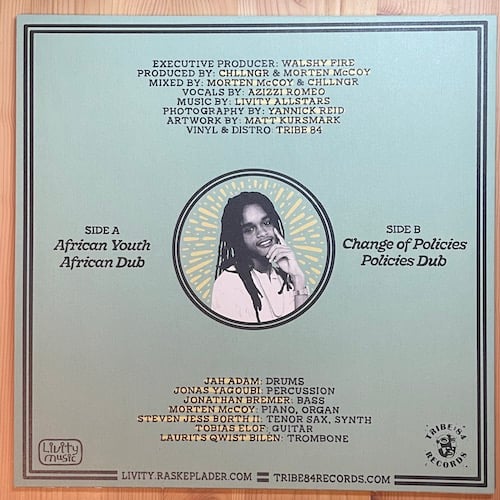 EXECUTIVE PRODUCER: WALSHY FIRE
PRODUCED BY: CHLLNGR & MORTEN McCOY
MIXED BY: MORTEN McCOY & CHLLNGR
VOCALS BY: AZIZZI ROMEO
MUSIC BY: LIVITY ALLSTARS
PHOTOGRAPHY BY: YANNICK REID
ARTWORK BY: MATT KURSMARK
VINYL & DISTRO: TRIBE 84
SIDE A
African Youth
African Dub
SIDE B
Change of Policies
Policies Dub
JAH ADAM: DRUMS
JONAS YAGOUBI: PERCUSSION
JONATHAN BREMER: BASS
MORTEN McCOY: PIANO, ORGAN
STEVEN JESS BORTH II: TENOR SAX, SYNTH
TOBIAS ELOF: GUITAR
LAURITS QWIST BILÉN: TROMBONE
Livity
music
TRIBE '84
RECORDS
LIVITY.RASKEPLADER.COM
TRIBE84RECORDS.COM